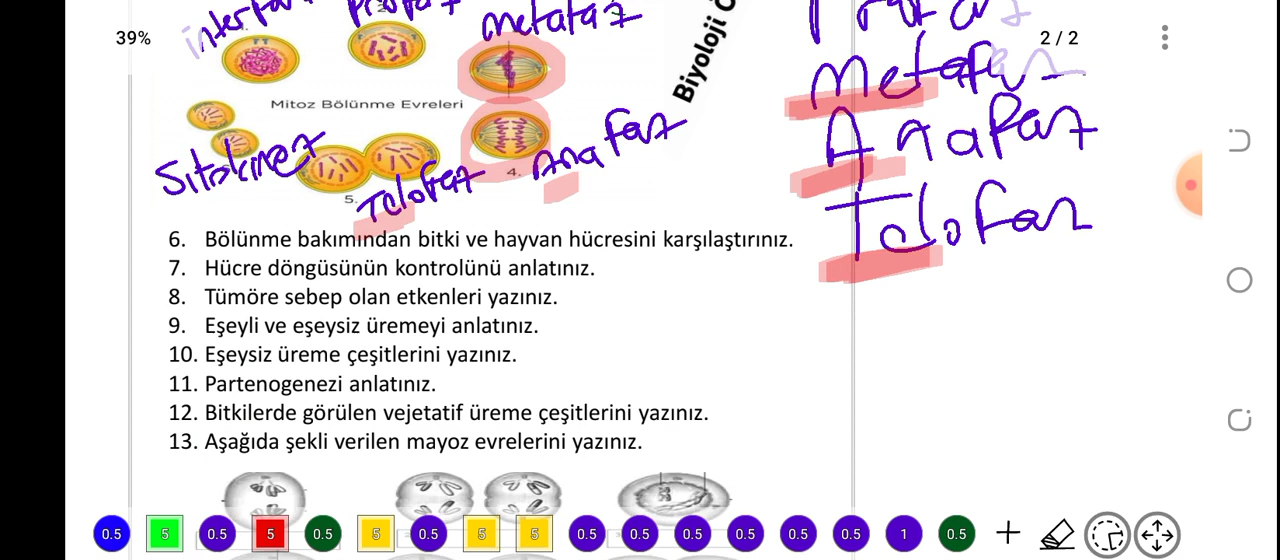 interfaz
profaz
metafaz
39%
2 / 2
Biyoloji
Metafaz
Mitoz Bölünme Evreleri
Anafaz
Anafaz
Sitokinez
4.
Telofaz
5.
Telofaz
6. Bölünme bakımından bitki ve hayvan hücresini karşılaştırınız.
7. Hücre döngüsünün kontrolünü anlatınız.
8. Tümöre sebep olan etkenleri yazınız.
9. Eşeyli ve eşeysiz üremeyi anlatınız.
10. Eşeysiz üreme çeşitlerini yazınız.
11. Partenogenezi anlatınız.
12. Bitkilerde görülen vejetatif üreme çeşitlerini yazınız.
13. Aşağıda şekli verilen mayoz evrelerini yazınız.
0.5 5 0.5 5 0.5 5 0.5 5 5 0.5 0.5 0.5 0.5 0.5 0.5 1 0.5